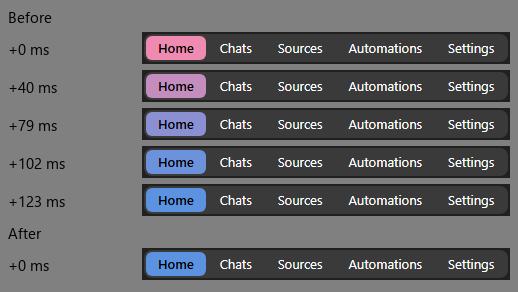 Before
+0 ms Home Chats Sources Automations Settings
+40 ms Home Chats Sources Automations Settings
+79 ms Home Chats Sources Automations Settings
+102 ms Home Chats Sources Automations Settings
+123 ms Home Chats Sources Automations Settings
After
+0 ms Home Chats Sources Automations Settings